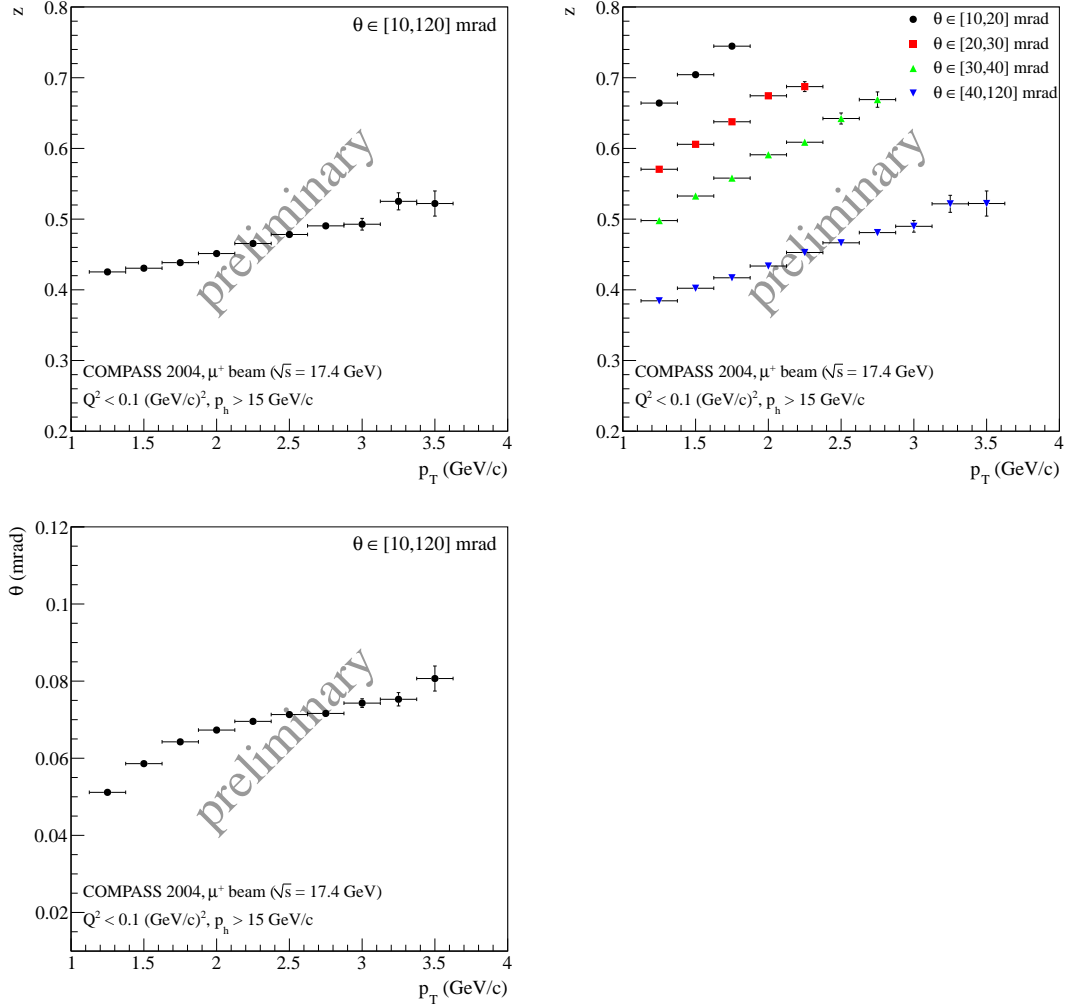 z
θ ∈ [10,120] mrad
0.8
0.7
0.6
0.5
0.4
0.3
0.2
preliminary
COMPASS 2004, μ⁺ beam (√s = 17.4 GeV)
Q² < 0.1 (GeV/c)², p_h > 15 GeV/c
1 1.5 2 2.5 3 3.5 4
p_T (GeV/c)
z
θ ∈ [10,20] mrad
θ ∈ [20,30] mrad
θ ∈ [30,40] mrad
θ ∈ [40,120] mrad
0.8
0.7
0.6
0.5
0.4
0.3
0.2
preliminary
COMPASS 2004, μ⁺ beam (√s = 17.4 GeV)
Q² < 0.1 (GeV/c)², p_h > 15 GeV/c
1 1.5 2 2.5 3 3.5 4
p_T (GeV/c)
θ (mrad)
θ ∈ [10,120] mrad
0.12
0.1
0.08
0.06
0.04
0.02
preliminary
COMPASS 2004, μ⁺ beam (√s = 17.4 GeV)
Q² < 0.1 (GeV/c)², p_h > 15 GeV/c
1 1.5 2 2.5 3 3.5 4
p_T (GeV/c)